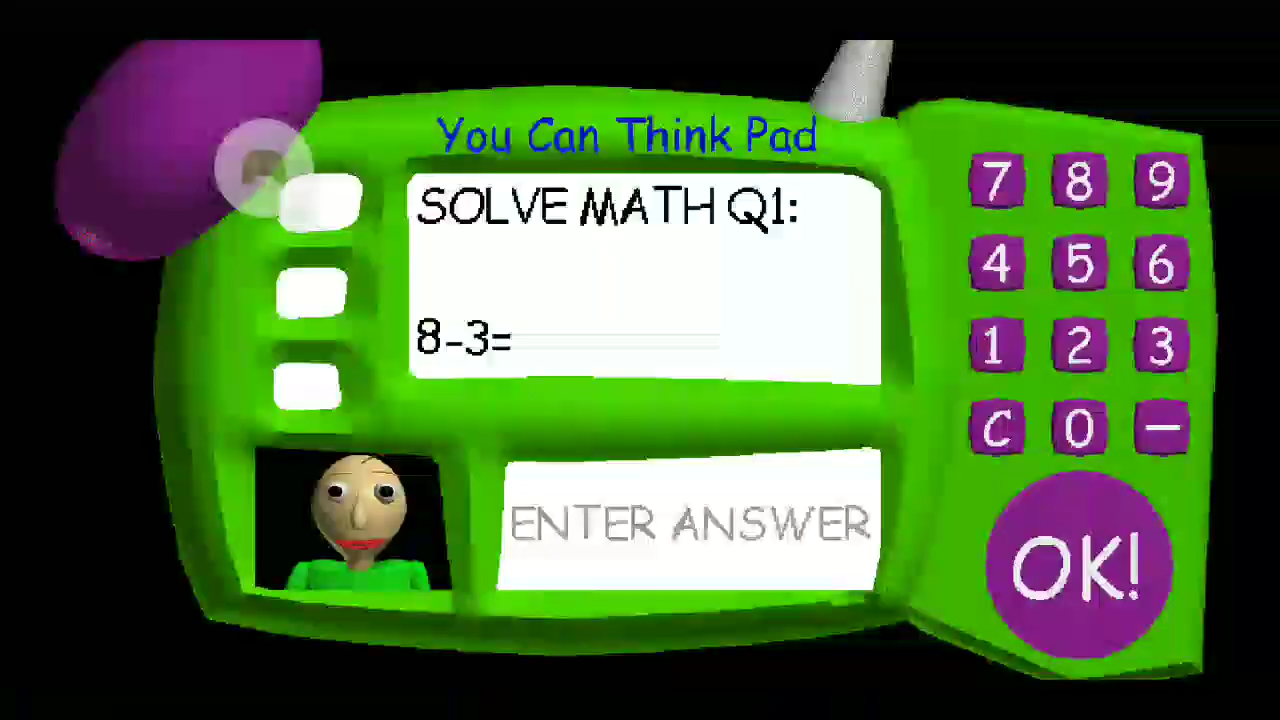 You Can Think Pad
SOLVE MATH Q1:
8-3=
ENTER ANSWER
7 8 9
4 5 6
1 2 3
C 0 -
OK!